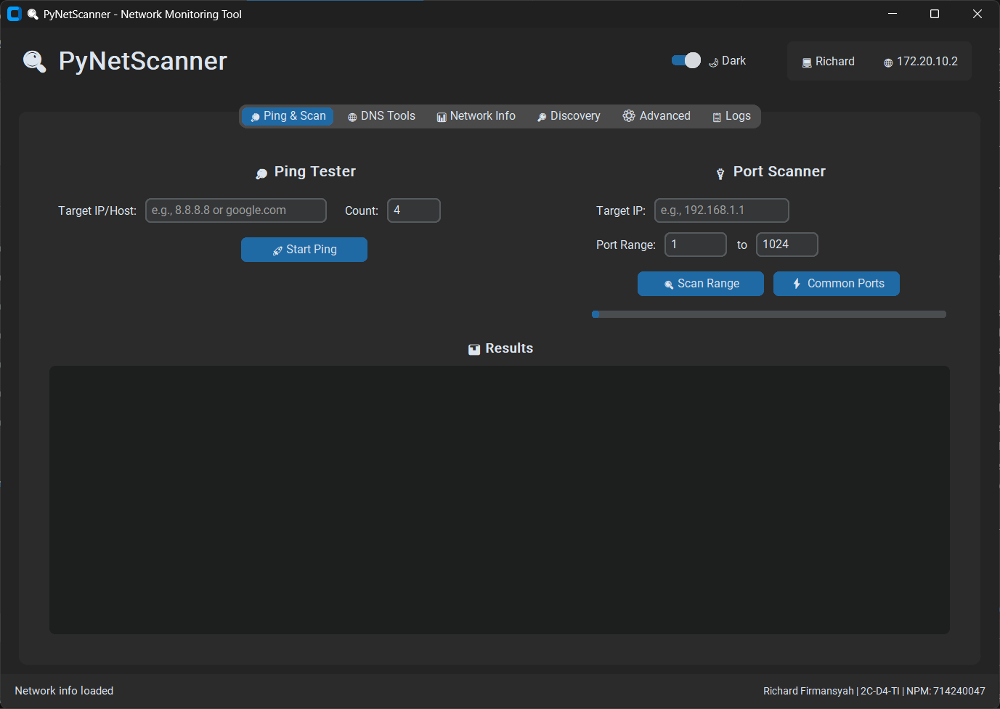 PyNetScanner - Network Monitoring Tool
PyNetScanner
Dark
Richard
172.20.10.2
Ping & Scan
DNS Tools
Network Info
Discovery
Advanced
Logs
Ping Tester
Target IP/Host:
e.g., 8.8.8.8 or google.com
Count:
4
Start Ping
Port Scanner
Target IP:
e.g., 192.168.1.1
Port Range:
1
to
1024
Scan Range
Common Ports
Results
Network info loaded
Richard Firmansyah | 2C-D4-TI | NPM: 714240047